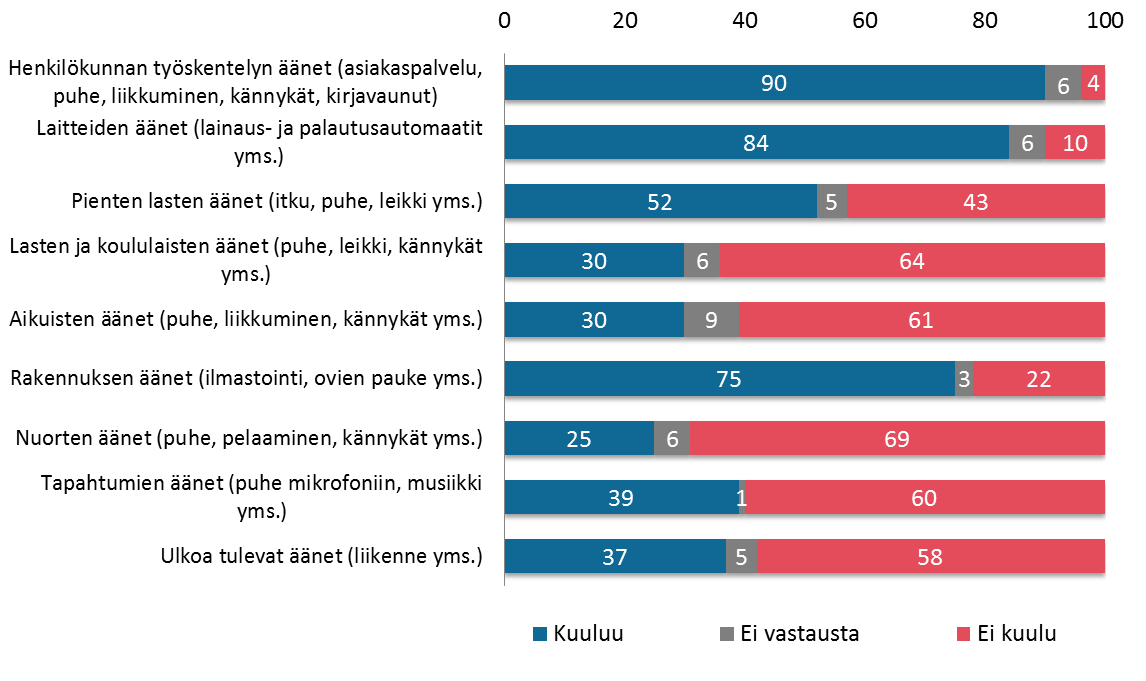 0 20 40 60 80 100
Henkilökunnan työskentelyn äänet (asiakaspalvelu,
puhe, liikkuminen, kännykät, kirjavaunut)
90 6 4
Laitteiden äänet (lainaus- ja palautusautomaatit
yms.)
84 6 10
Pienten lasten äänet (itku, puhe, leikki yms.)
52 5 43
Lasten ja koululaisten äänet (puhe, leikki, kännykät
yms.)
30 6 64
Aikuisten äänet (puhe, liikkuminen, kännykät yms.)
30 9 61
Rakennuksen äänet (ilmastointi, ovien pauke yms.)
75 3 22
Nuorten äänet (puhe, pelaaminen, kännykät yms.)
25 6 69
Tapahtumien äänet (puhe mikrofoniin, musiikki
yms.)
39 1 60
Ulkoa tulevat äänet (liikenne yms.)
37 5 58
Kuuluu Ei vastausta Ei kuulu